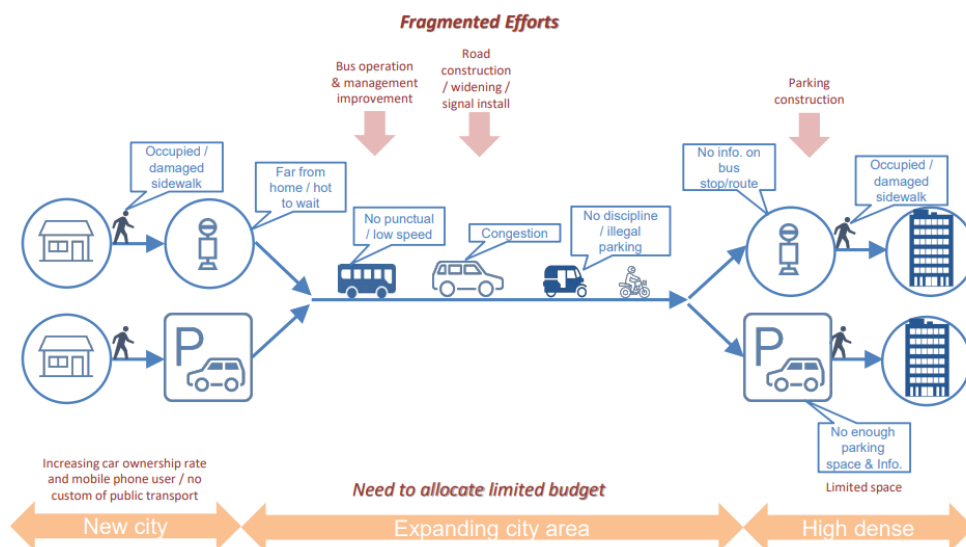 Fragmented Efforts
Bus operation
& management
improvement
Road
construction
/ widening /
signal install
Parking
construction
Occupied /
damaged
sidewalk
Far from
home / hot
to wait
No punctual
/ low speed
Congestion
No discipline
/ illegal
parking
No info. on
bus
stop/route
Occupied /
damaged
sidewalk
P
P
No enough
parking
space & Info.
Increasing car ownership rate
and mobile phone user / no
custom of public transport
Need to allocate limited budget
Limited space
New city
Expanding city area
High dense